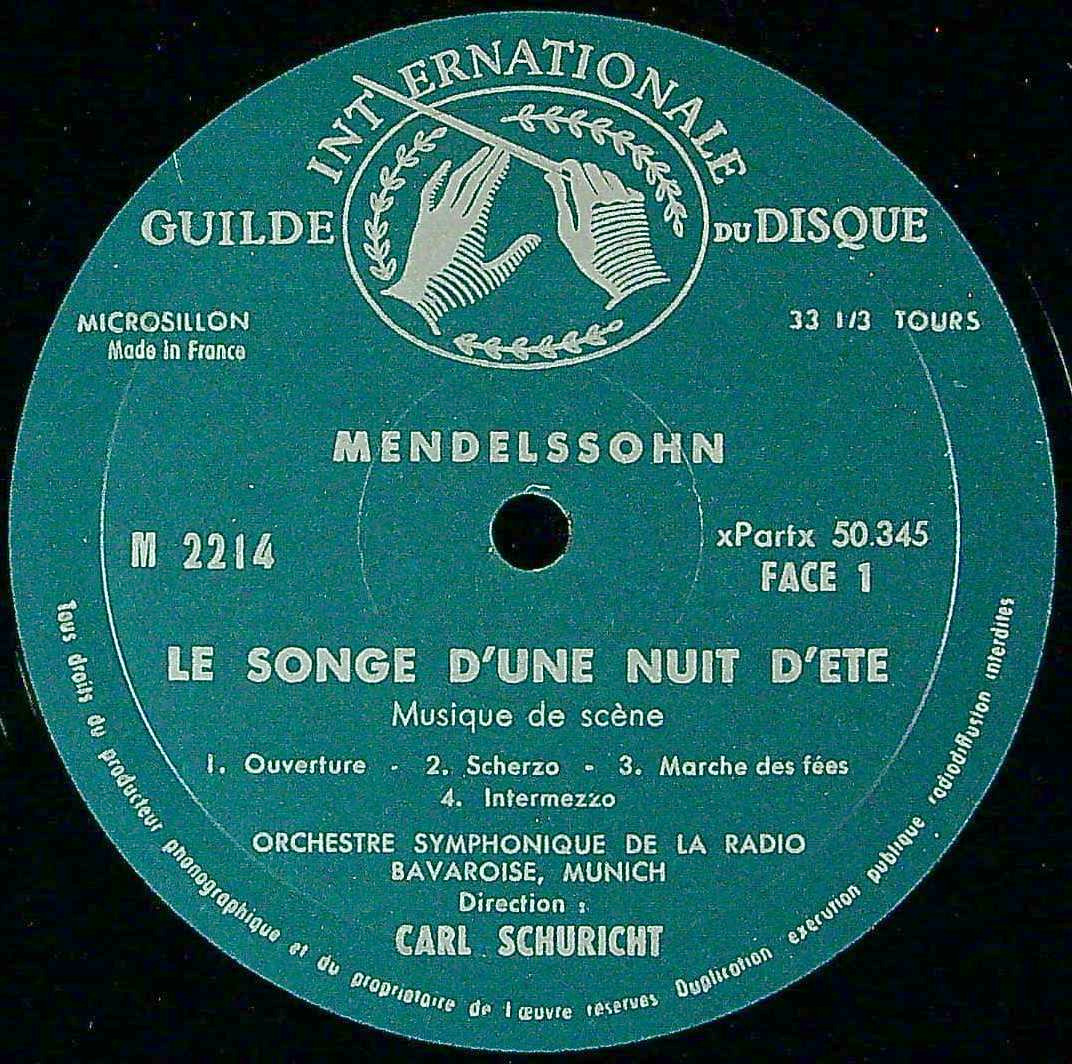 INTERNATIONALE
GUILDE DU DISQUE
MICROSILLON
Made in France
33 1/3 TOURS
MENDELSSOHN
M 2214
xPartx 50.345
FACE 1
LE SONGE D'UNE NUIT D'ETE
Musique de scène
1. Ouverture - 2. Scherzo - 3. Marche des fées
4. Intermezzo
ORCHESTRE SYMPHONIQUE DE LA RADIO
BAVAROISE, MUNICH
Direction :
CARL SCHURICHT
Tous droits du producteur phonographique et du propriétaire de l œuvre réservés Duplication exécution publique radiodiffusion interdites